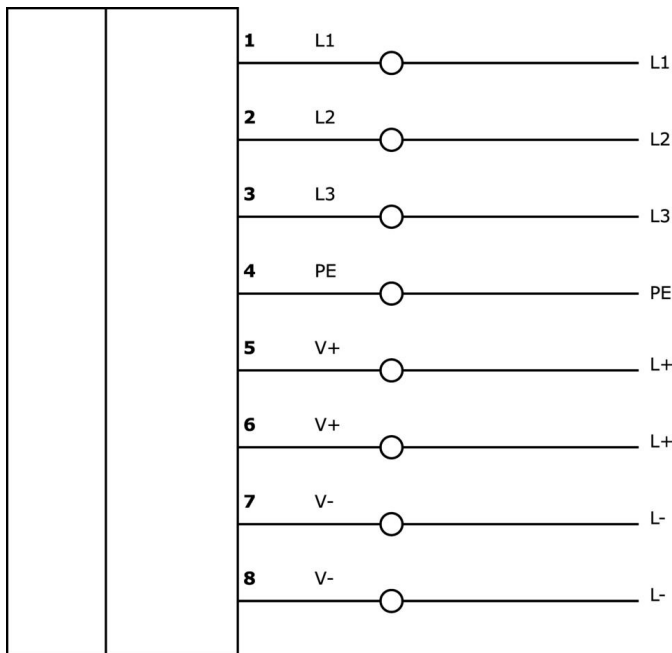 1 L1 L1
2 L2 L2
3 L3 L3
4 PE PE
5 V+ L+
6 V+ L+
7 V- L-
8 V- L-